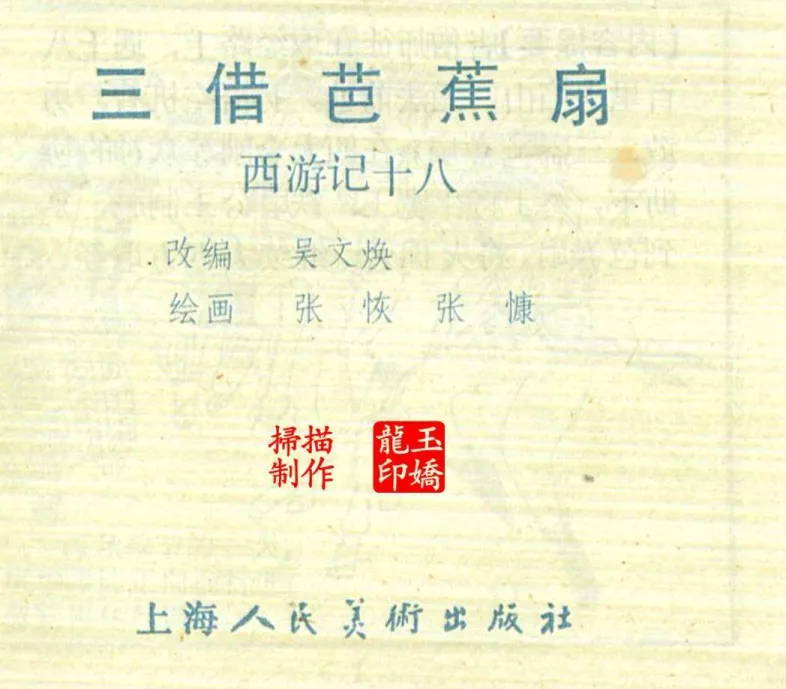 三借芭蕉扇
西游记十八
改编 吴文焕
绘画 张恢 张慷
掃描
制作
龍玉
印嬌
上海人民美術出版社